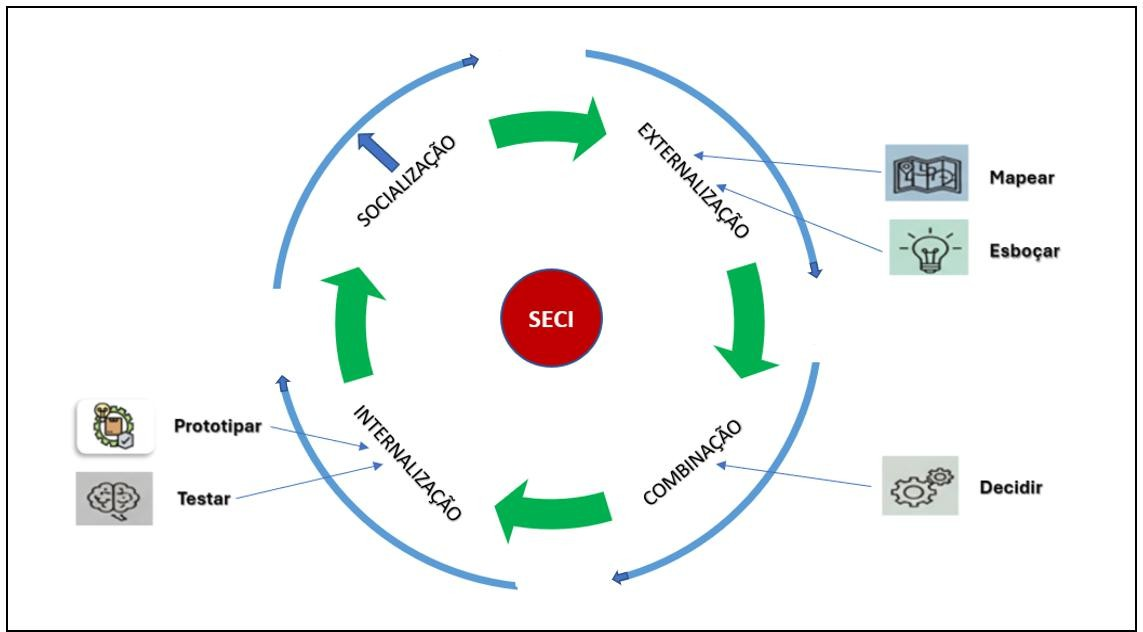 SOCIALIZAÇÃO
EXTERNALIZAÇÃO
Mapear
Esboçar
SECI
Prototipar
Testar
INTERNALIZAÇÃO
COMBINAÇÃO
Decidir